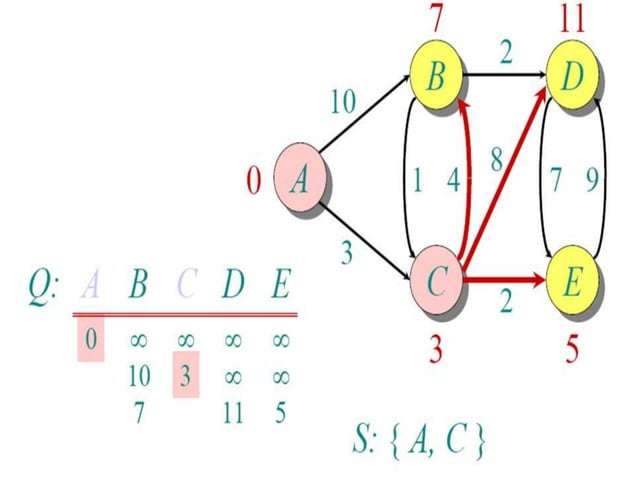 7 11
B 2 D
10
0 A 1 4 8 7 9
3
C 2 E
3 5
Q: A B C D E
0 ∞ ∞ ∞ ∞
10 3 ∞ ∞
7 11 5
S: { A, C }